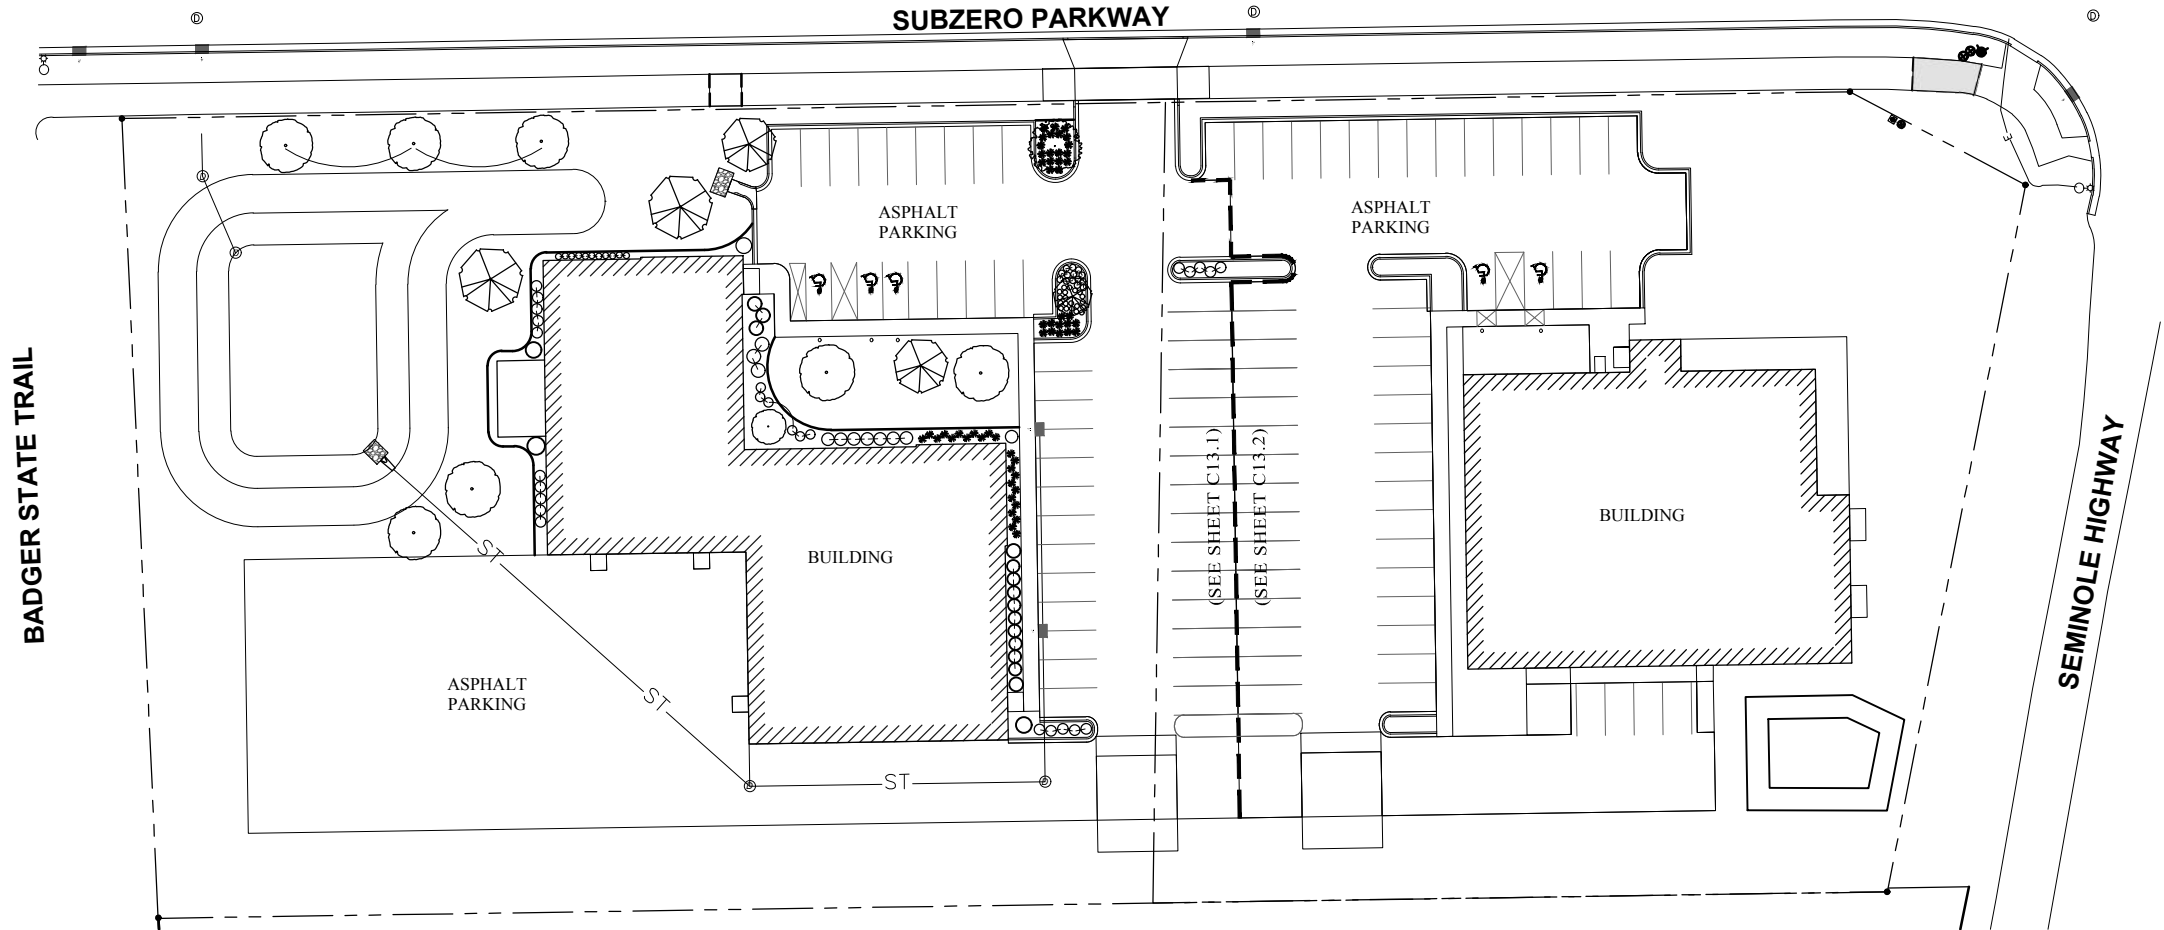 SUBZERO PARKWAY
D
D
D
ASPHALT
PARKING
ASPHALT
PARKING
BADGER STATE TRAIL
(SEE SHEET C13.1)
(SEE SHEET C13.2)
BUILDING
BUILDING
SEMINOLE HIGHWAY
ST
ASPHALT
PARKING
ST
ST